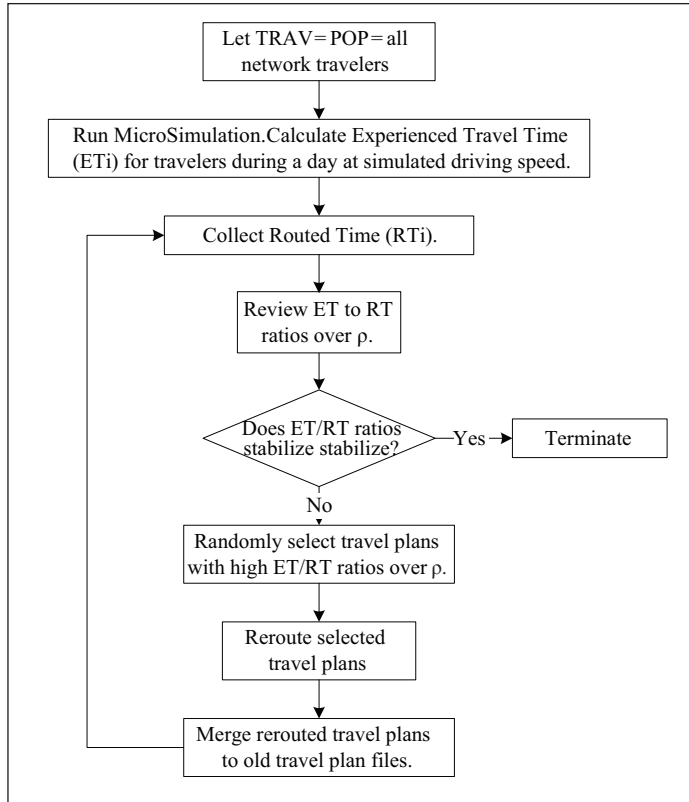 Let TRAV=POP=all
network travelers
Run MicroSimulation.Calculate Experienced Travel Time
(ETi) for travelers during a day at simulated driving speed.
Collect Routed Time (RTi).
Review ET to RT
ratios over ρ.
Does ET/RT ratios
stabilize stabilize?
Yes
Terminate
No
Randomly select travel plans
with high ET/RT ratios over ρ.
Reroute selected
travel plans
Merge rerouted travel plans
to old travel plan files.